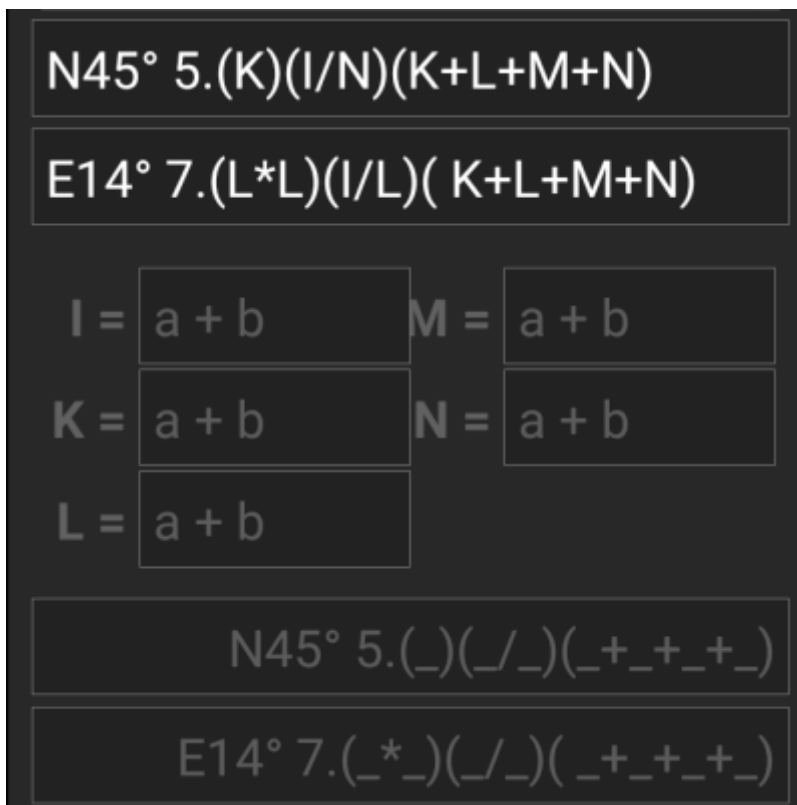 N45° 5.(K)(I/N)(K+L+M+N)
E14° 7.(L*L)(I/L)( K+L+M+N)
I = a + b M = a + b
K = a + b N = a + b
L = a + b
N45° 5.(_)(_/_)(_+_+_+_)
E14° 7.(_*_)(_/_)( _+_+_+_)